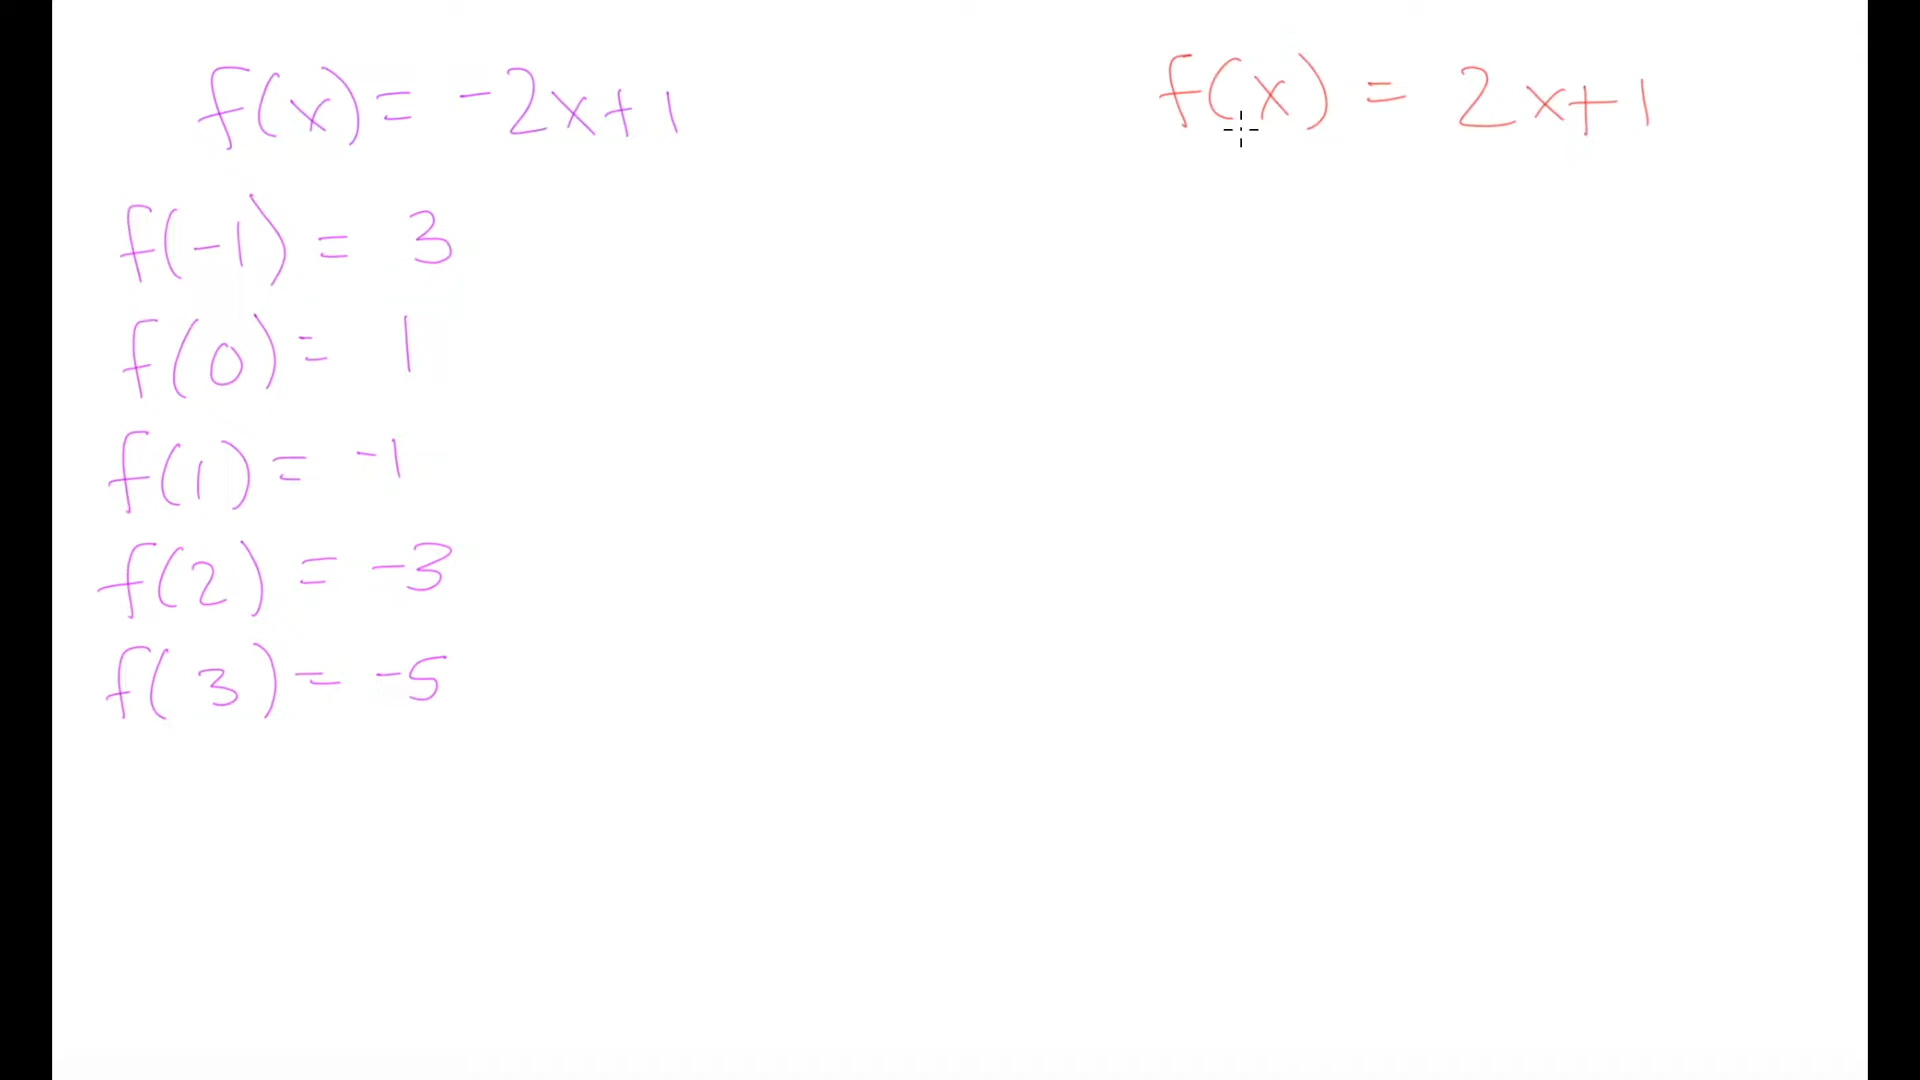 f(x) = -2x+1
f(x) = 2x+1
f(-1) = 3
f(0) = 1
f(1) = -1
f(2) = -3
f(3) = -5